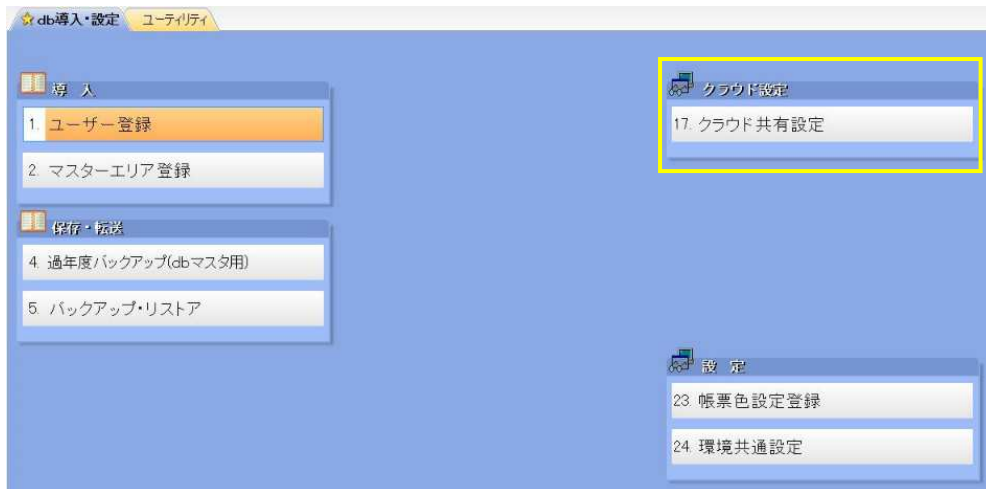 db導入・設定 ユーティリティ
導 入
1. ユーザー登録
2. マスターエリア登録
保存・転送
4. 過年度バックアップ(dbマスタ用)
5. バックアップ・リストア
クラウド設定
17. クラウド共有設定
設 定
23. 帳票色設定登録
24. 環境共通設定